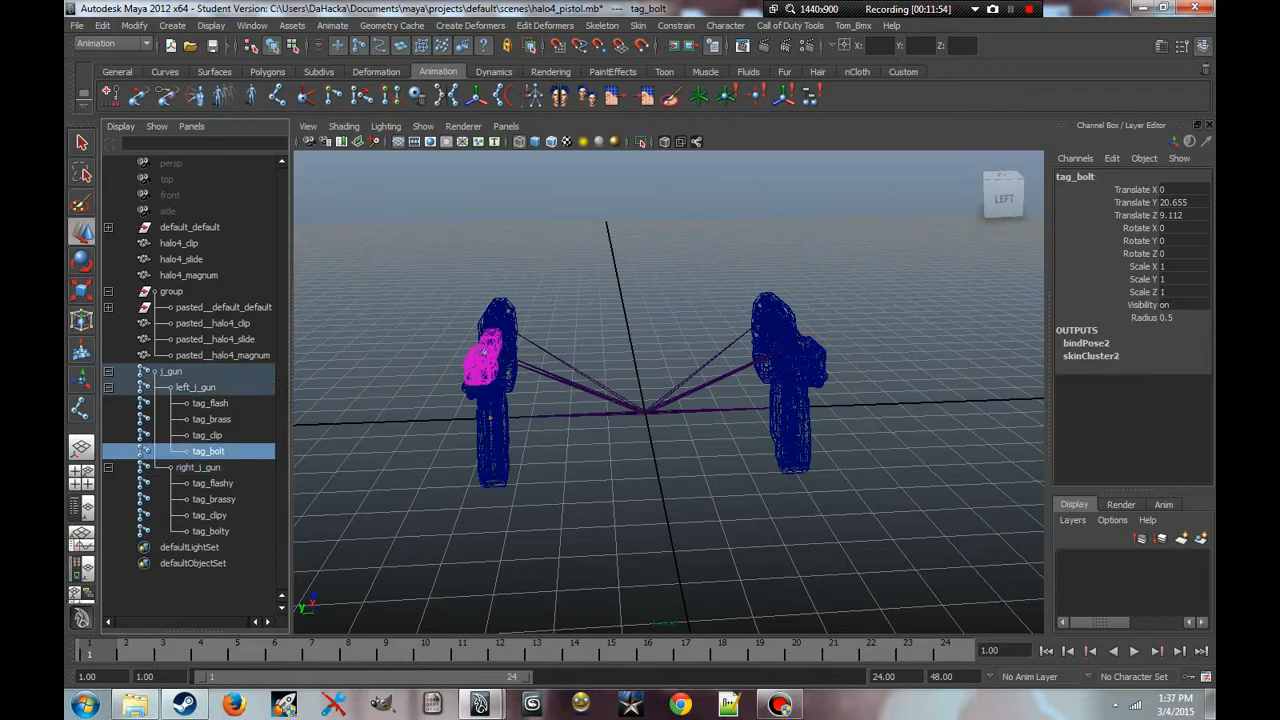 Autodesk Maya 2012 x64 - Student Version: C:\Users\DaHacka\Documents\maya\projects\default\scenes\halo4_pistol.mb* --- tag_bolt
1440x900
Recording [00:11:54]
File Edit Modify Create Display Window Assets Animate Geometry Cache Create Deformers Edit Deformers Skeleton Skin Constrain Character Call of Duty Tools Tom_Bmx Help
Animation
X: Y: Z:
General Curves Surfaces Polygons Subdivs Deformation Animation Dynamics Rendering PaintEffects Toon Muscle Fluids Fur Hair nCloth Custom
Display Show Panels
View Shading Lighting Show Renderer Panels
Channel Box / Layer Editor
persp
top
front
side
default_default
halo4_clip
halo4_slide
halo4_magnum
group
pasted__default_default
pasted__halo4_clip
pasted__halo4_slide
pasted__halo4_magnum
j_gun
left_j_gun
tag_flash
tag_brass
tag_clip
tag_bolt
right_j_gun
tag_flashy
tag_brassy
tag_clipy
tag_bolty
defaultLightSet
defaultObjectSet
LEFT
Channels Edit Object Show
tag_bolt
Translate X 0
Translate Y 20.655
Translate Z 9.112
Rotate X 0
Rotate Y 0
Rotate Z 0
Scale X 1
Scale Y 1
Scale Z 1
Visibility on
Radius 0.5
OUTPUTS
bindPose2
skinCluster2
Display Render Anim
Layers Options Help
persp
1 2 3 4 5 6 7 8 9 10 11 12 13 14 15 16 17 18 19 20 21 22 23 24
1
1.00
1.00 1.00 1 24 24.00 48.00 No Anim Layer No Character Set
1:37 PM
3/4/2015